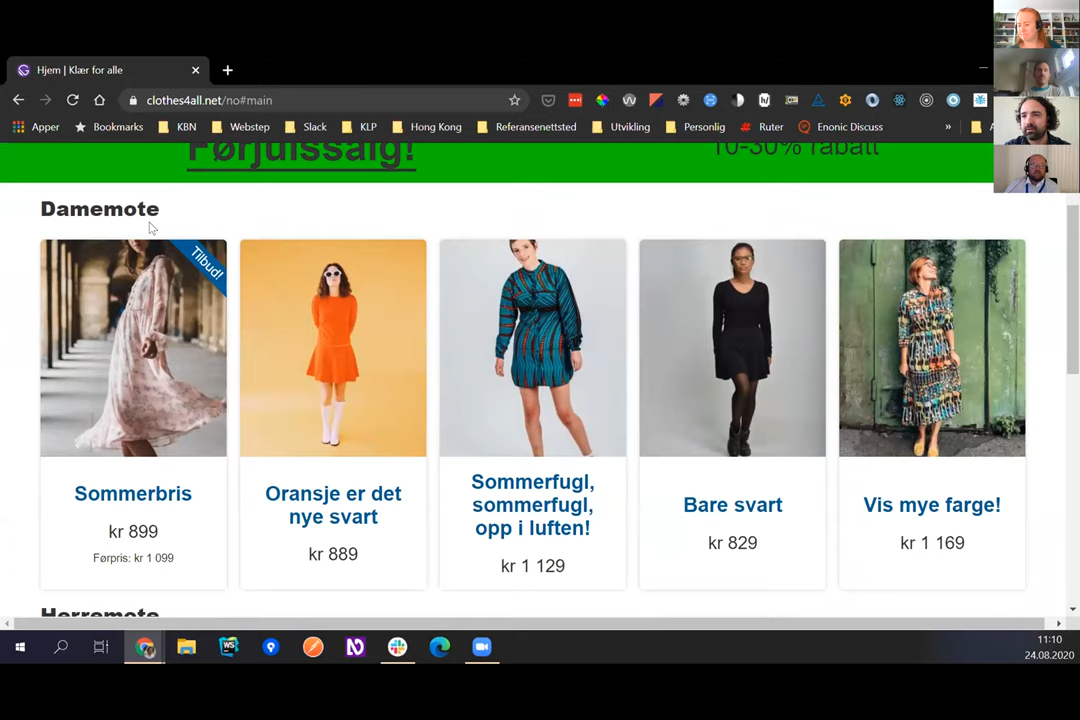 Hjem | Klær for alle
clothes4all.net/no#main
Apper
Bookmarks
KBN
Webstep
Slack
KLP
Hong Kong
Referansenettsted
Utvikling
Personlig
Ruter
Enonic Discuss
»
Førjulssalg!
10-30% rabatt
Damemote
Tilbud!
Sommerbris
kr 899
Førpris: kr 1 099
Oransje er det
nye svart
kr 889
Sommerfugl,
sommerfugl,
opp i luften!
kr 1 129
Bare svart
kr 829
Vis mye farge!
kr 1 169
Herremote
WS
11:10
24.08.2020